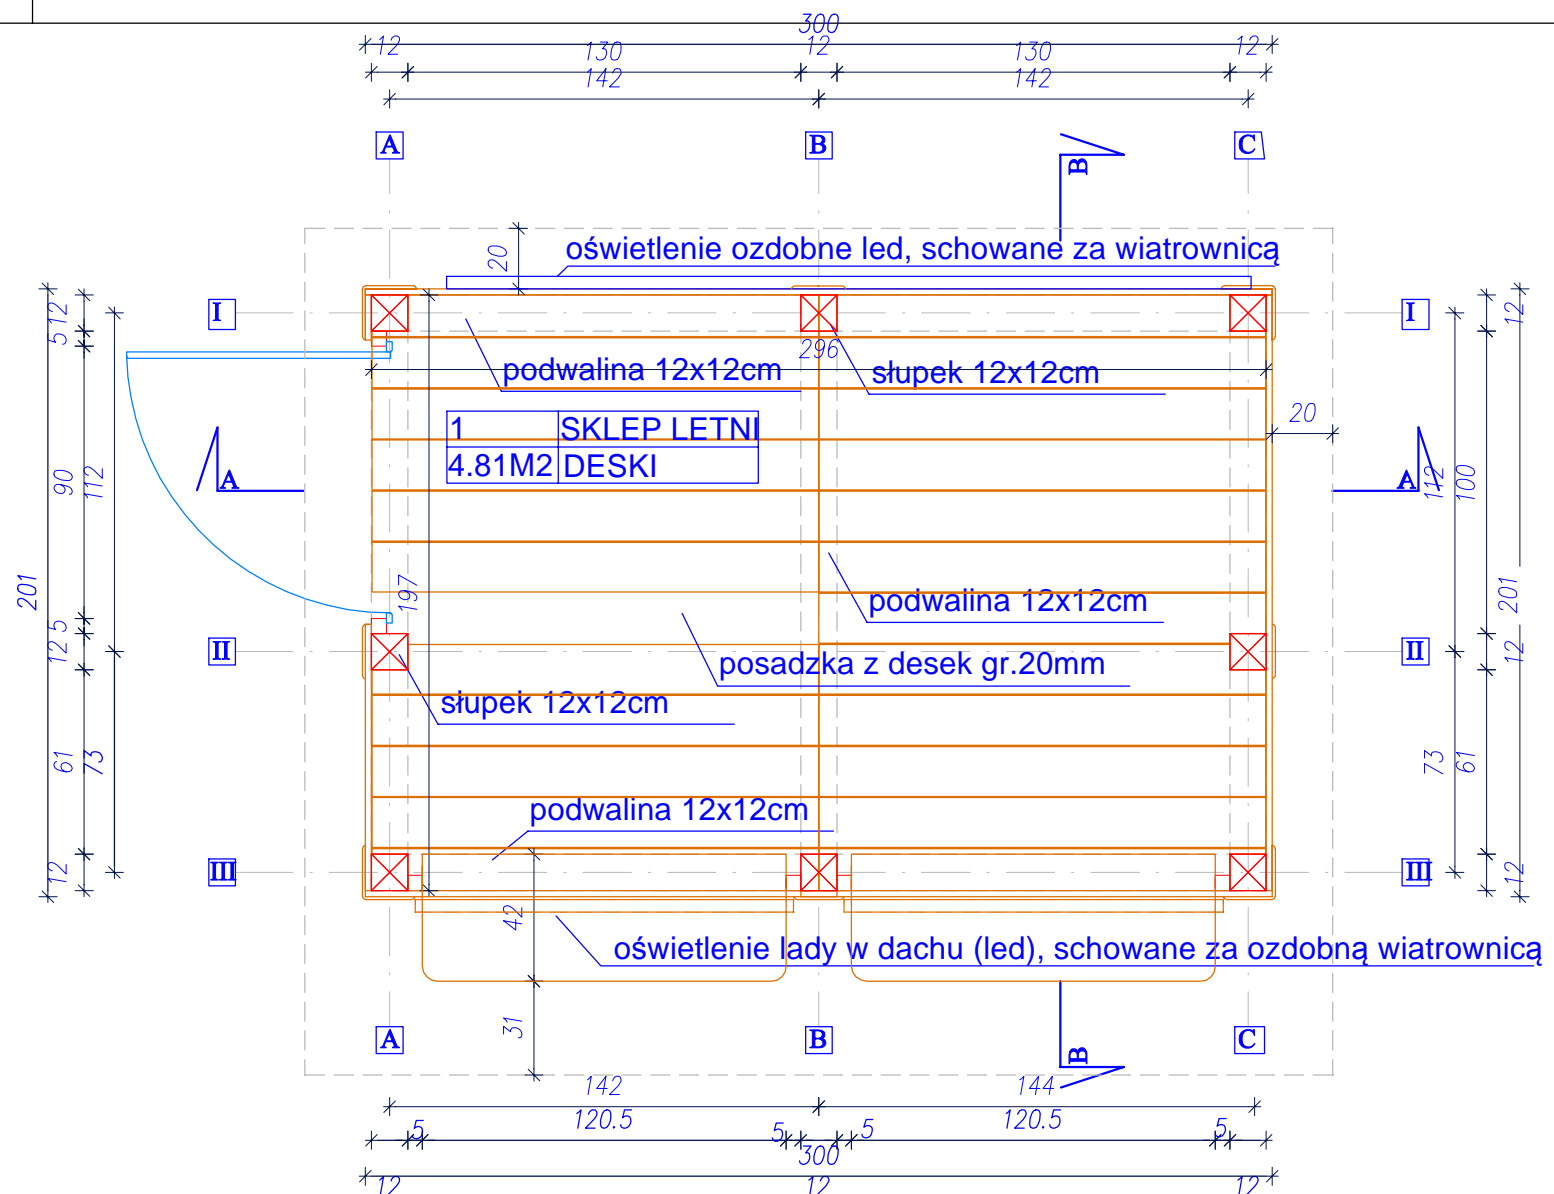 300
12 12 12
130 130
142 142
A B C
B
20
oświetlenie ozdobne led, schowane za wiatrownicą
I I
12 12
5
296
podwalina 12x12cm słupek 12x12cm
20
1 SKLEP LETNI
4.81M2 DESKI
A A
90 112 112 100
201 197 201
podwalina 12x12cm
5
12 12
II II
posadzka z desek gr.20mm
słupek 12x12cm
61 73 73 61
podwalina 12x12cm
III III
12 12
42
oświetlenie lady w dachu (led), schowane za ozdobną wiatrownicą
31
A B C
B
142 144
120.5 120.5
5 5 5 5
300
12 12 12